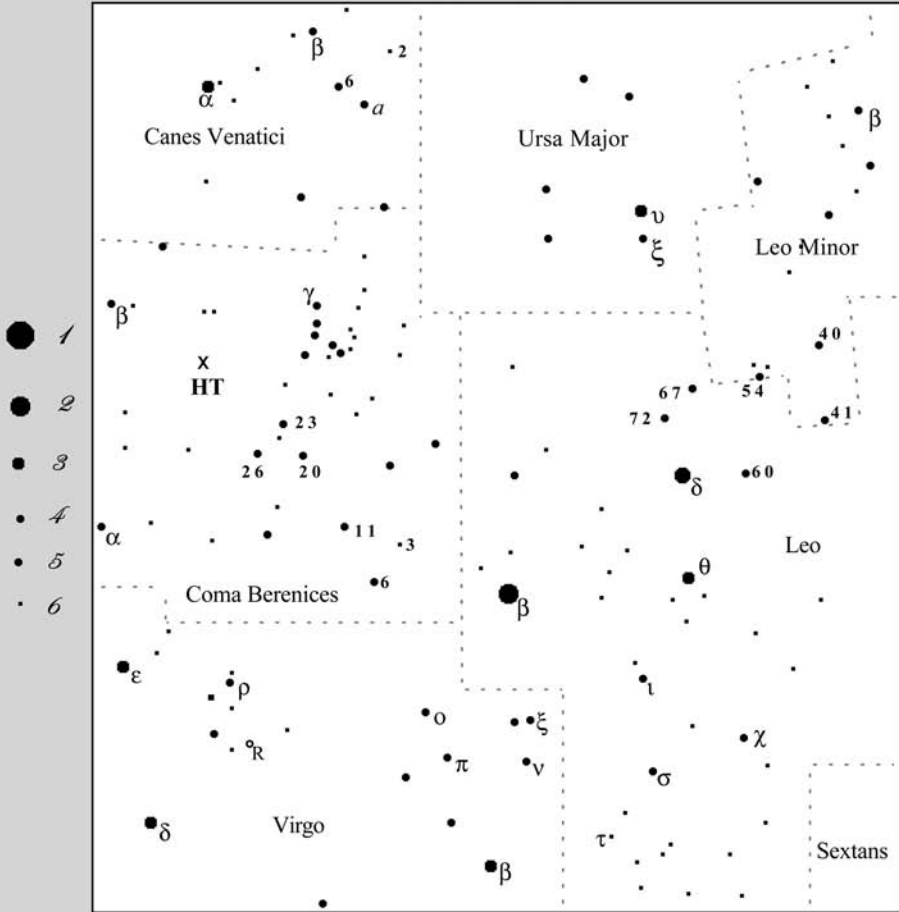 β
2
6
α
a
Canes Venatici
Ursa Major
β
υ
ξ
Leo Minor
γ
β
1
40
X
HT
2
67
54
72
41
23
3
26
20
δ
60
4
α
11
3
Leo
5
θ
6
6
Coma Berenices
β
ε
ρ
ι
ο
ξ
R
π
ν
χ
σ
δ
Virgo
τ
β
Sextans